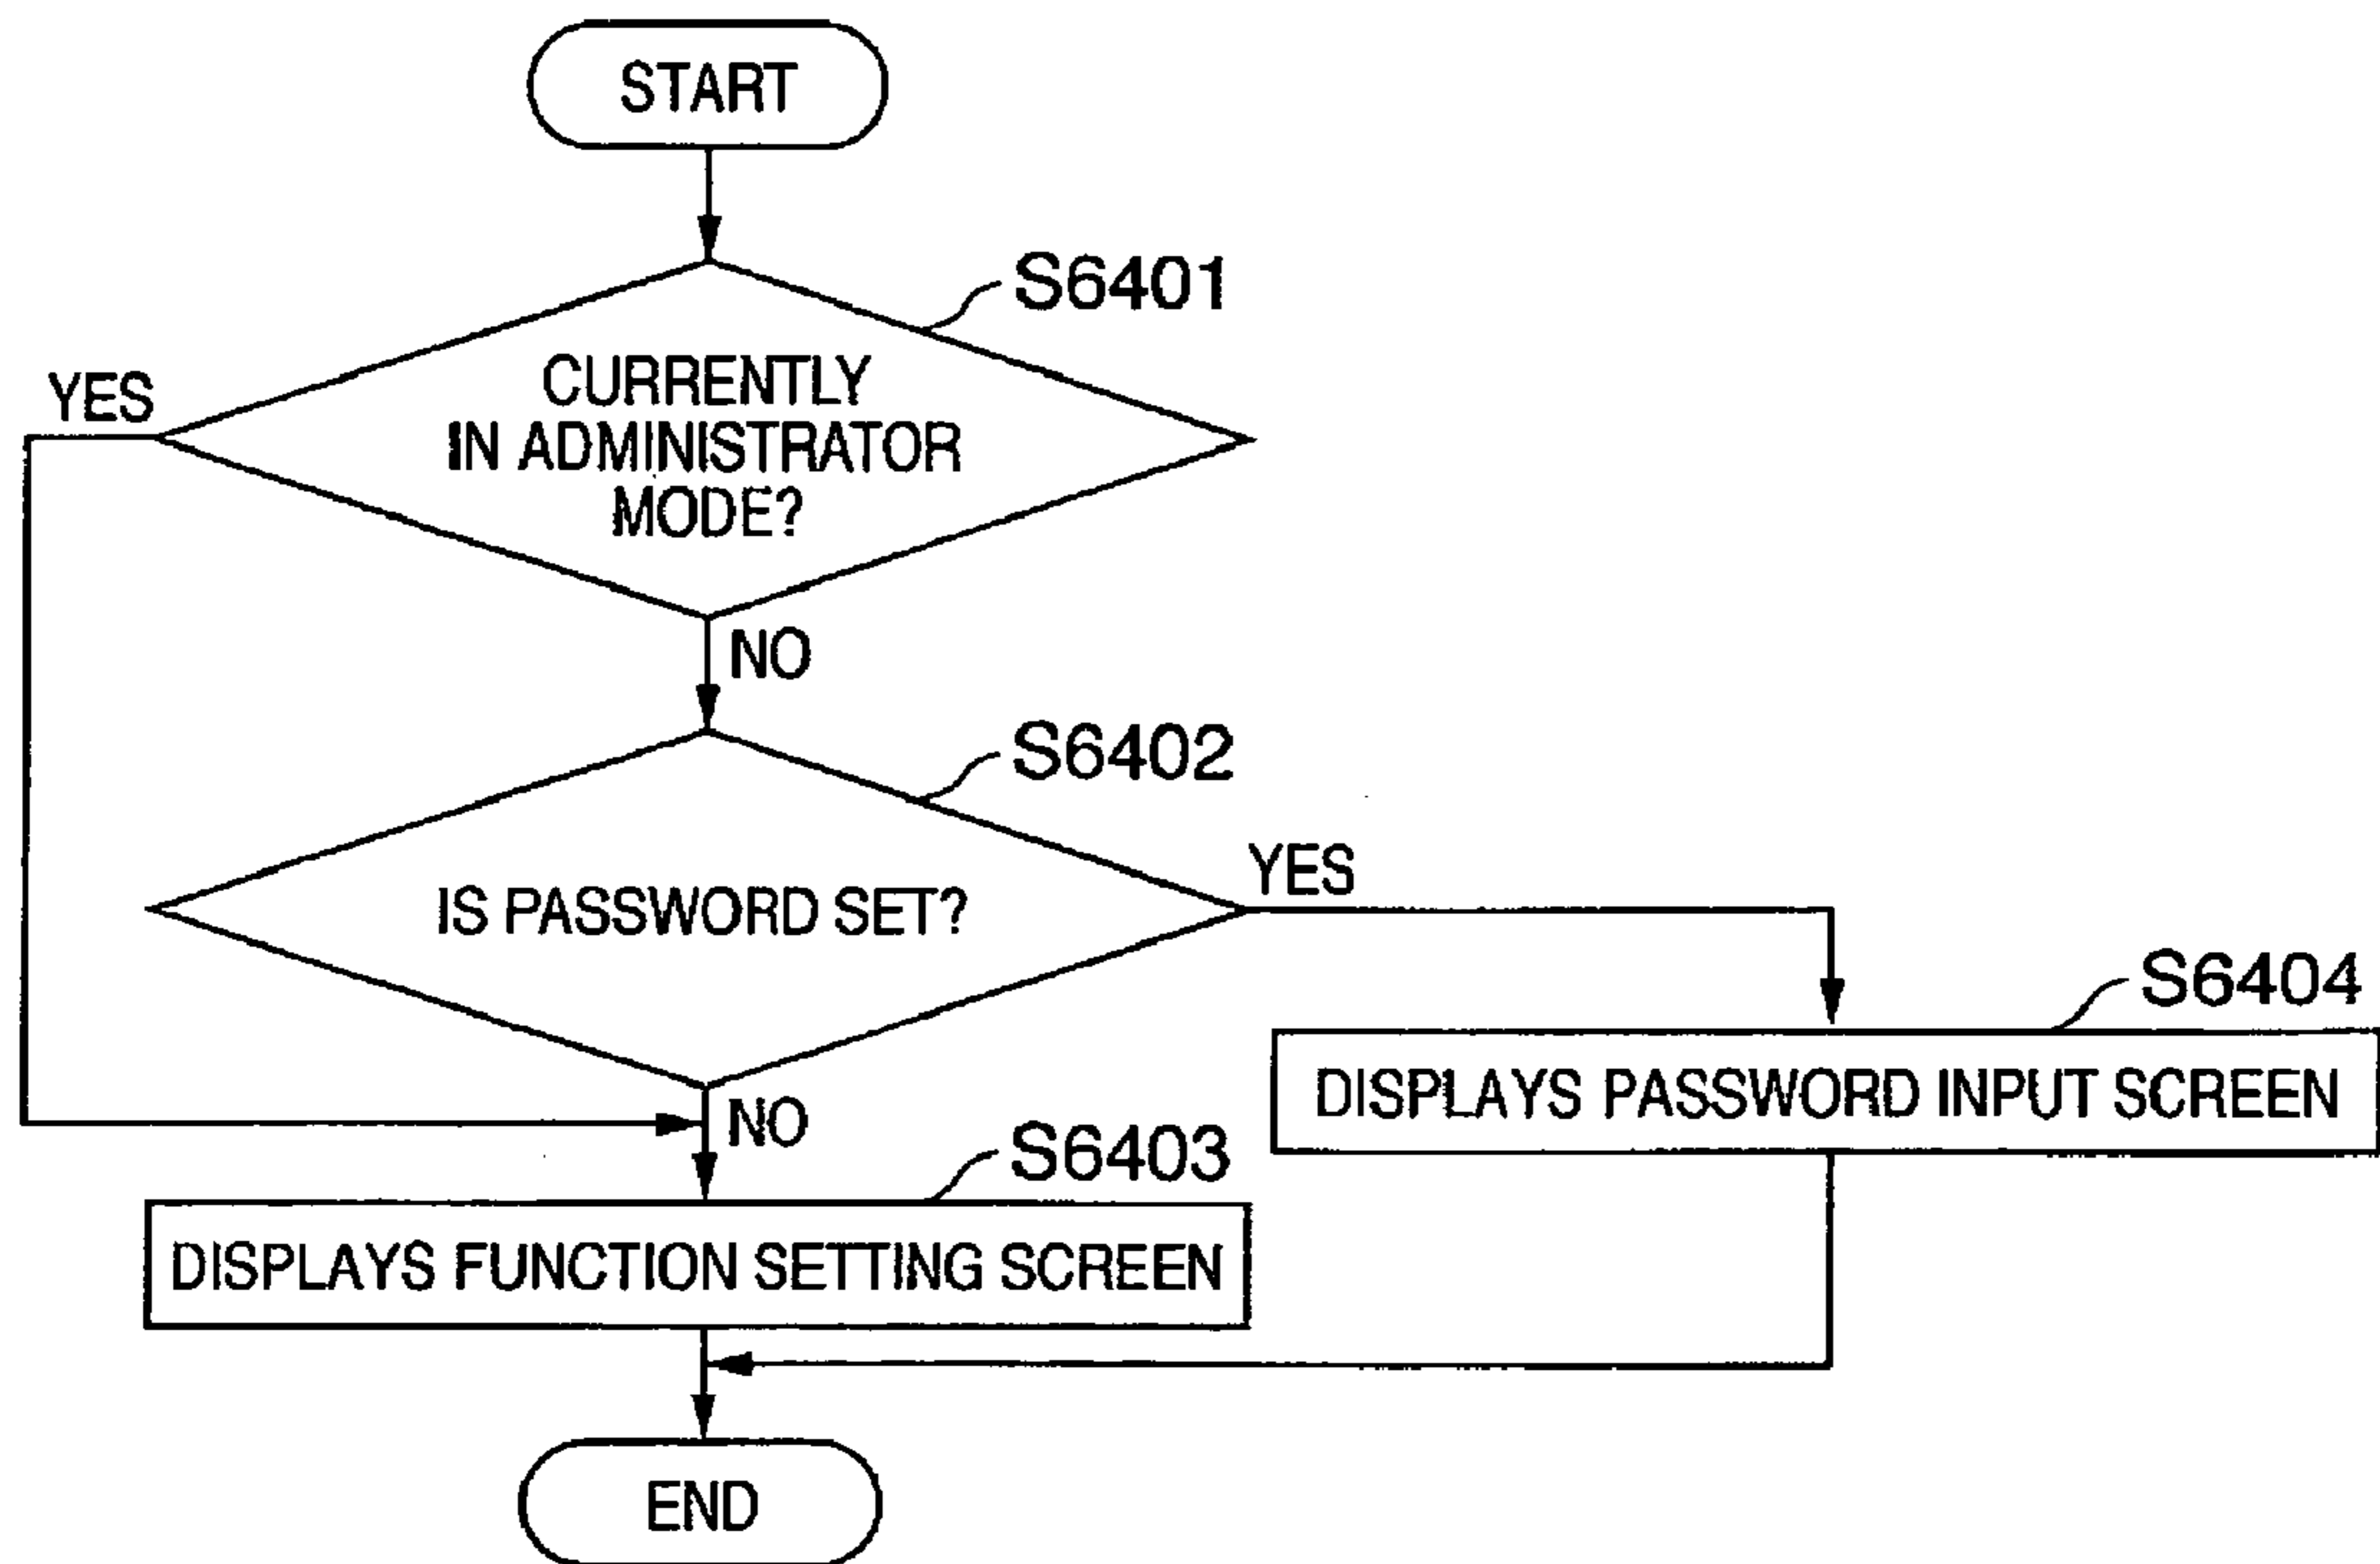 START
S6401
CURRENTLY
IN ADMINISTRATOR
MODE?
YES
NO
S6402
IS PASSWORD SET?
YES
S6404
DISPLAYS PASSWORD INPUT SCREEN
NO
S6403
DISPLAYS FUNCTION SETTING SCREEN
END